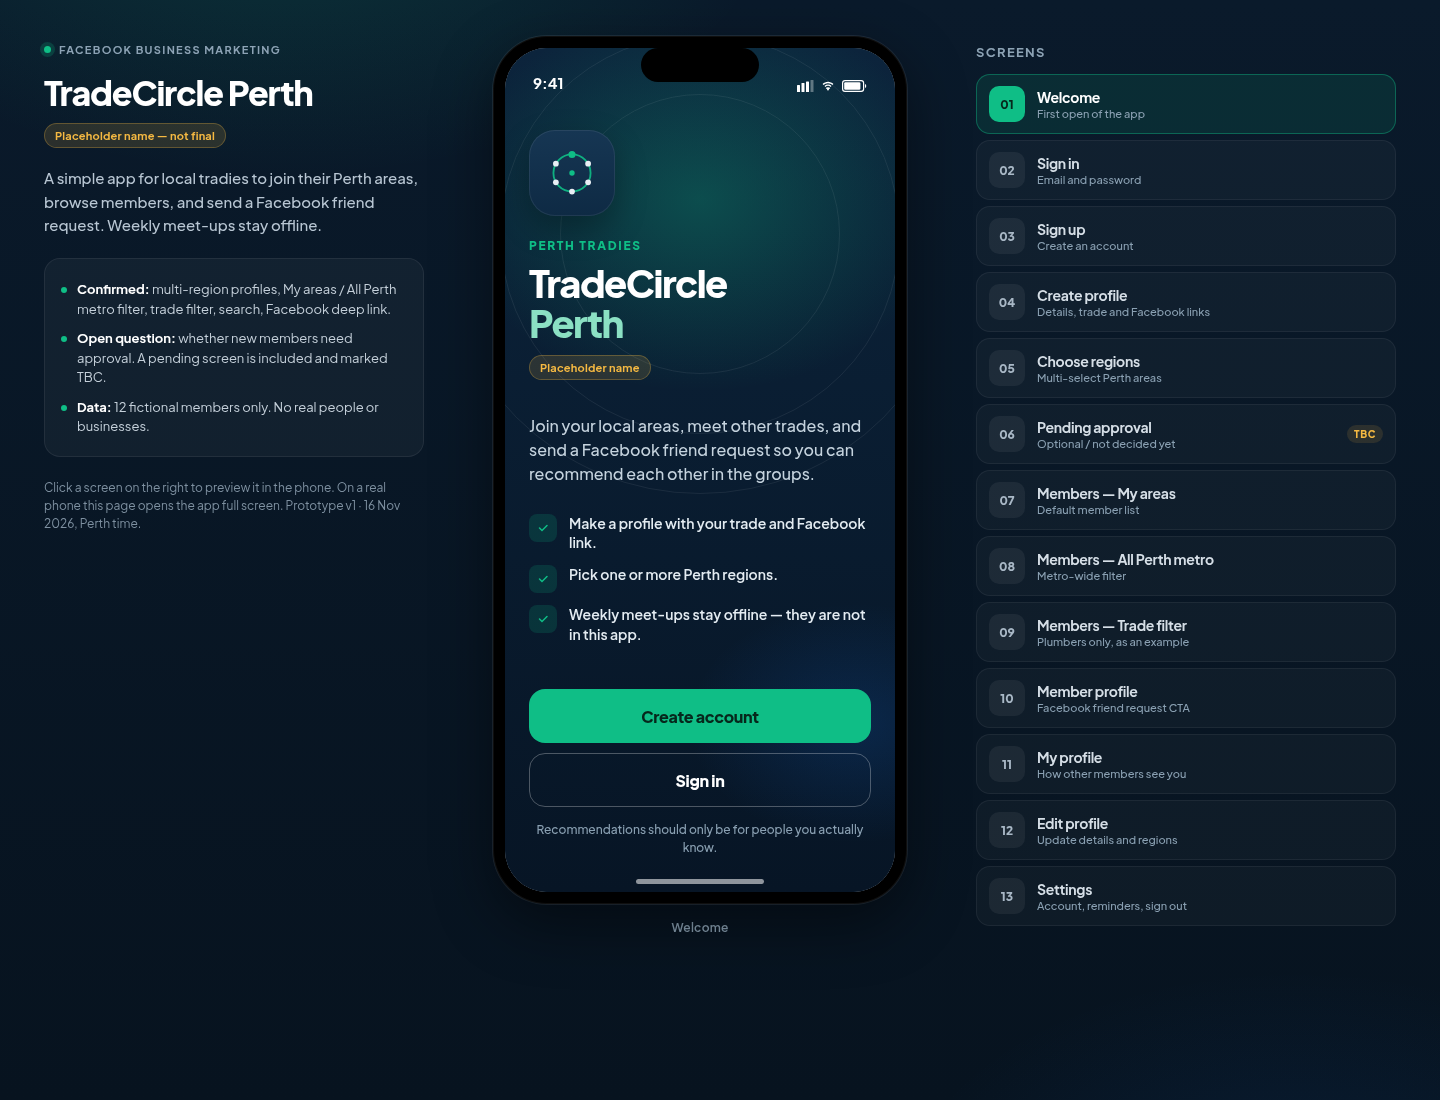 FACEBOOK BUSINESS MARKETING
TradeCircle Perth
Placeholder name — not final
A simple app for local tradies to join their Perth areas,
browse members, and send a Facebook friend
request. Weekly meet-ups stay offline.
Confirmed: multi-region profiles, My areas / All Perth
metro filter, trade filter, search, Facebook deep link.
Open question: whether new members need
approval. A pending screen is included and marked
TBC.
Data: 12 fictional members only. No real people or
businesses.
Click a screen on the right to preview it in the phone. On a real
phone this page opens the app full screen. Prototype v1 · 16 Nov
2026, Perth time.
9:41
PERTH TRADIES
TradeCircle
Perth
Placeholder name
Join your local areas, meet other trades, and
send a Facebook friend request so you can
recommend each other in the groups.
Make a profile with your trade and Facebook
link.
Pick one or more Perth regions.
Weekly meet-ups stay offline — they are not
in this app.
Create account
Sign in
Recommendations should only be for people you actually
know.
Welcome
SCREENS
01
Welcome
First open of the app
02
Sign in
Email and password
03
Sign up
Create an account
04
Create profile
Details, trade and Facebook links
05
Choose regions
Multi-select Perth areas
06
Pending approval
Optional / not decided yet
TBC
07
Members — My areas
Default member list
08
Members — All Perth metro
Metro-wide filter
09
Members — Trade filter
Plumbers only, as an example
10
Member profile
Facebook friend request CTA
11
My profile
How other members see you
12
Edit profile
Update details and regions
13
Settings
Account, reminders, sign out